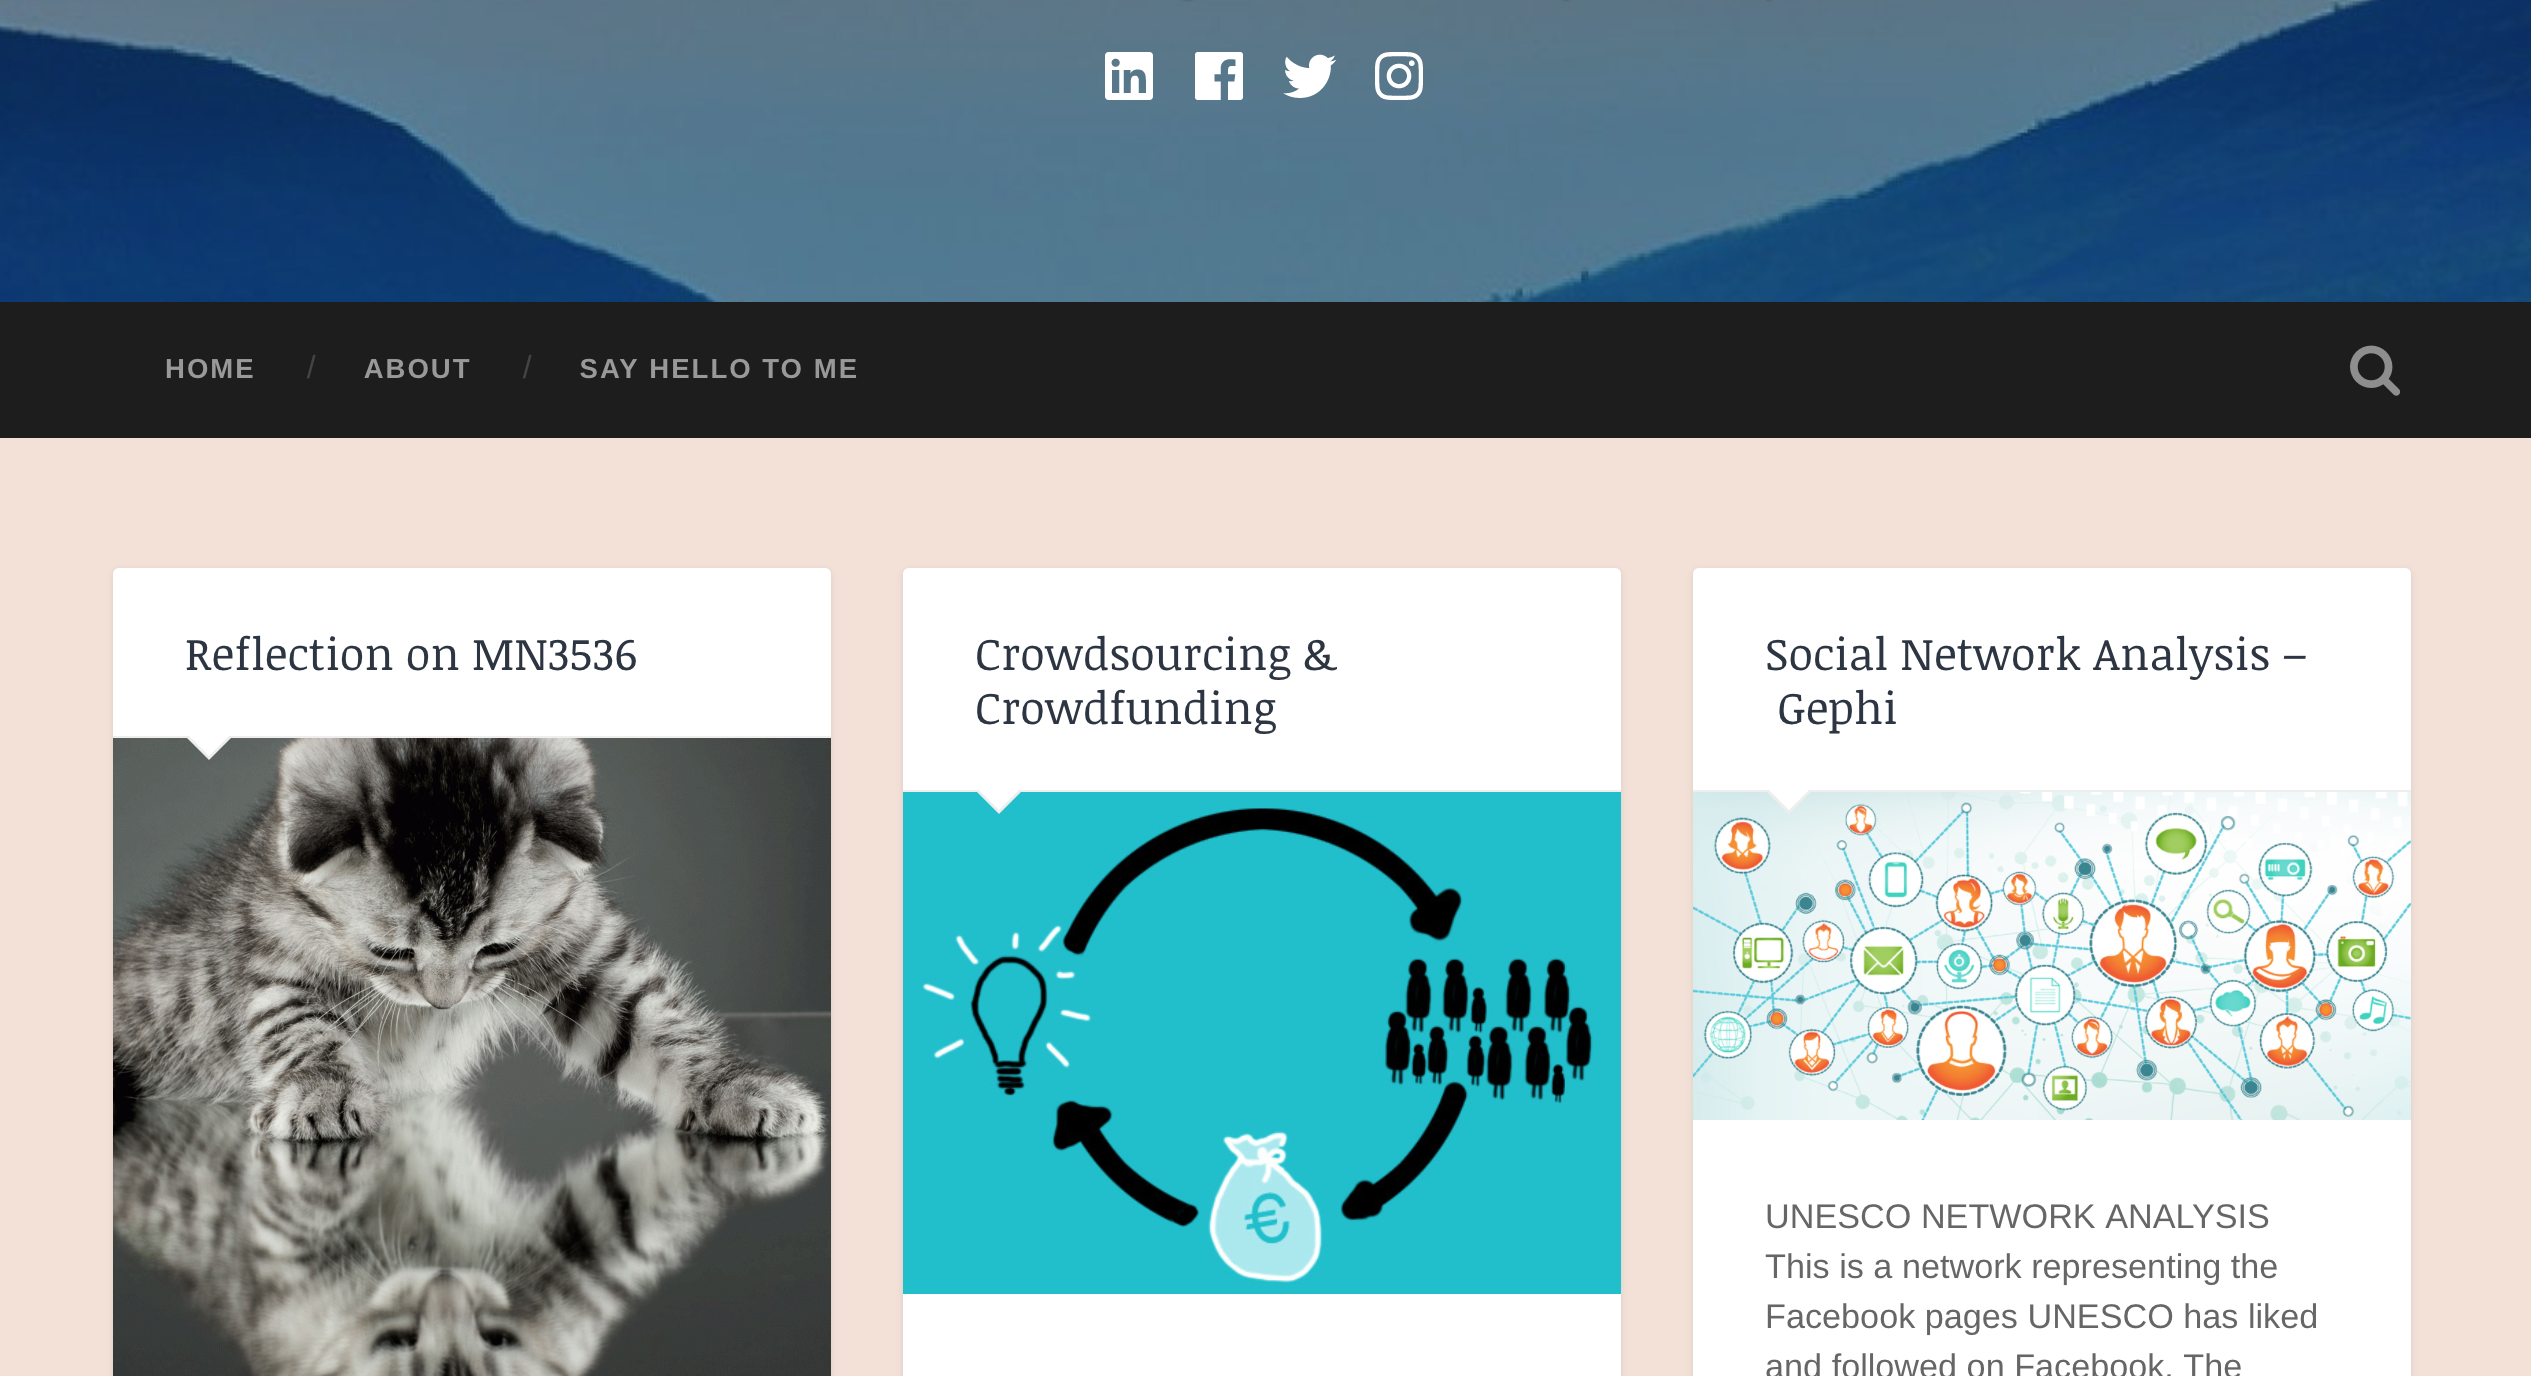 HOME / ABOUT / SAY HELLO TO ME
Reflection on MN3536
Crowdsourcing &
Crowdfunding
€
Social Network Analysis –
Gephi
UNESCO NETWORK ANALYSIS
This is a network representing the
Facebook pages UNESCO has liked
and followed on Facebook. The